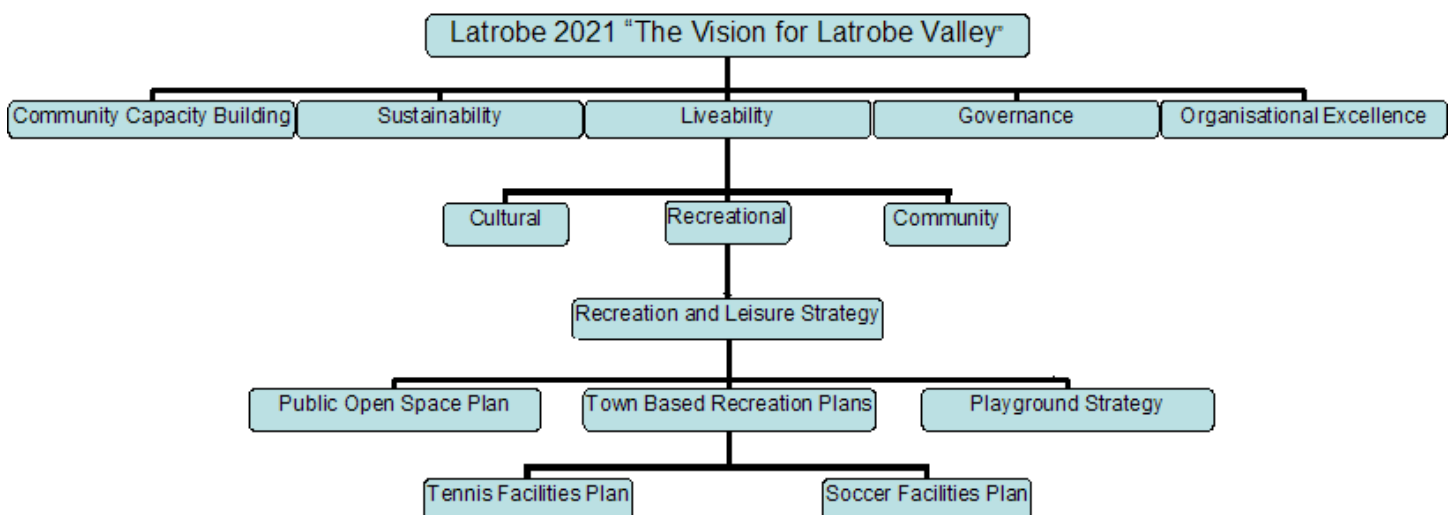 Latrobe 2021 “The Vision for Latrobe Valley”
Community Capacity Building
Sustainability
Liveability
Governance
Organisational Excellence
Cultural
Recreational
Community
Recreation and Leisure Strategy
Public Open Space Plan
Town Based Recreation Plans
Playground Strategy
Tennis Facilities Plan
Soccer Facilities Plan